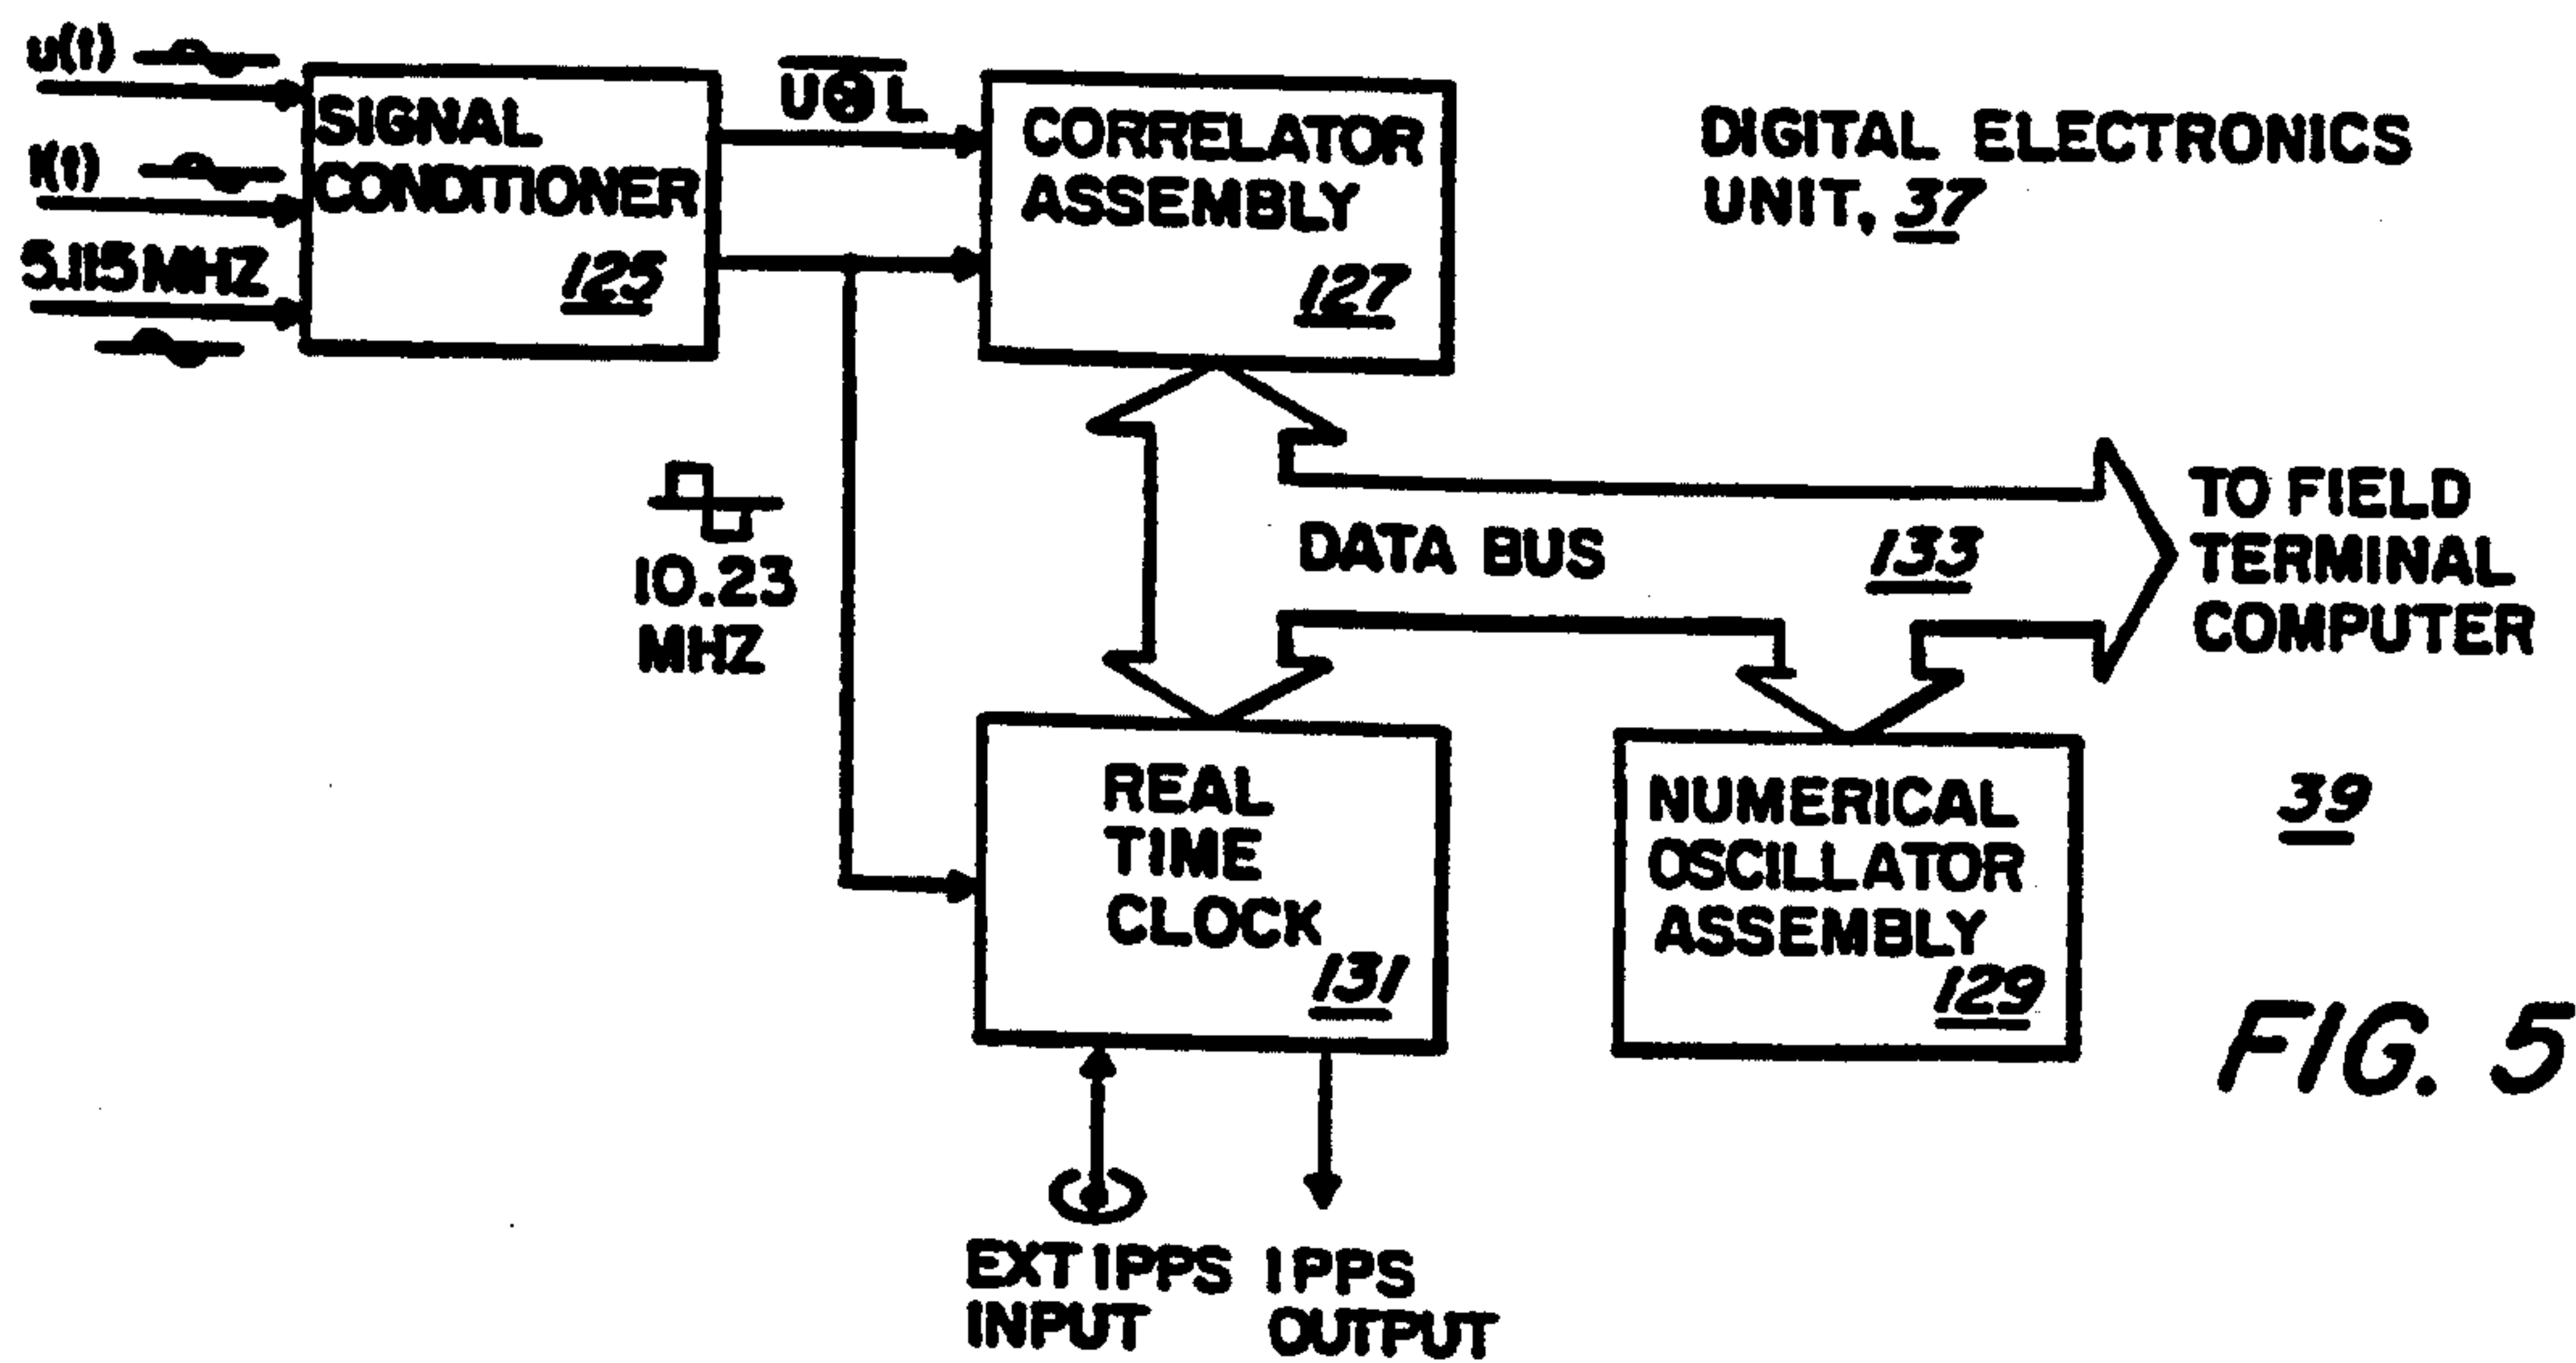 u(t)
l(t)
5.115 MHZ
SIGNAL
CONDITIONER
125
U⊗L
CORRELATOR
ASSEMBLY
127
DIGITAL ELECTRONICS
UNIT, 37
10.23
MHZ
DATA BUS 133
TO FIELD
TERMINAL
COMPUTER
39
REAL
TIME
CLOCK
131
NUMERICAL
OSCILLATOR
ASSEMBLY
129
EXT 1PPS
INPUT
1PPS
OUTPUT
FIG. 5